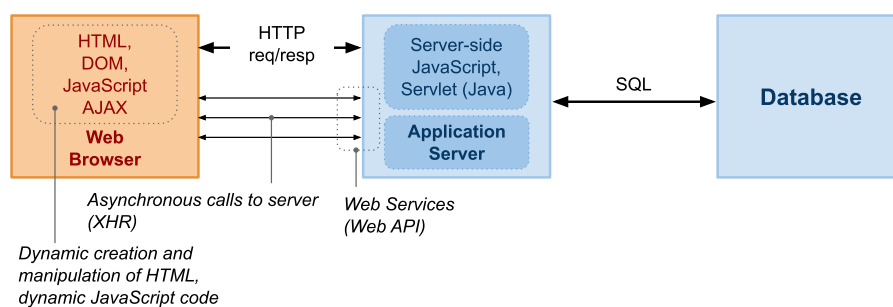 HTML,
DOM,
JavaScript
AJAX
Web
Browser
HTTP
req/resp
Server-side
JavaScript,
Servlet (Java)
Application
Server
SQL
Database
Asynchronous calls to server
(XHR)
Web Services
(Web API)
Dynamic creation and
manipulation of HTML,
dynamic JavaScript code